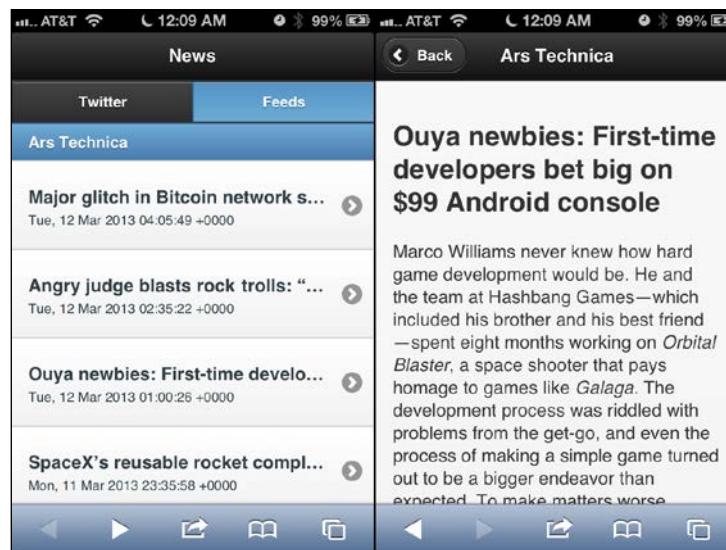 AT&T 12:09 AM 99%
News
Twitter Feeds
Ars Technica
Major glitch in Bitcoin network s...
Tue, 12 Mar 2013 04:05:49 +0000
Angry judge blasts rock trolls: “...
Tue, 12 Mar 2013 02:35:22 +0000
Ouya newbies: First-time develo...
Tue, 12 Mar 2013 01:00:26 +0000
SpaceX’s reusable rocket compl...
Mon, 11 Mar 2013 23:35:58 +0000
AT&T 12:09 AM 99%
Back Ars Technica
Ouya newbies: First-time
developers bet big on
$99 Android console
Marco Williams never knew how hard
game development would be. He and
the team at Hashbang Games—which
included his brother and his best friend
—spent eight months working on Orbital
Blaster, a space shooter that pays
homage to games like Galaga. The
development process was riddled with
problems from the get-go, and even the
process of making a simple game turned
out to be a bigger endeavor than
expected. To make matters worse